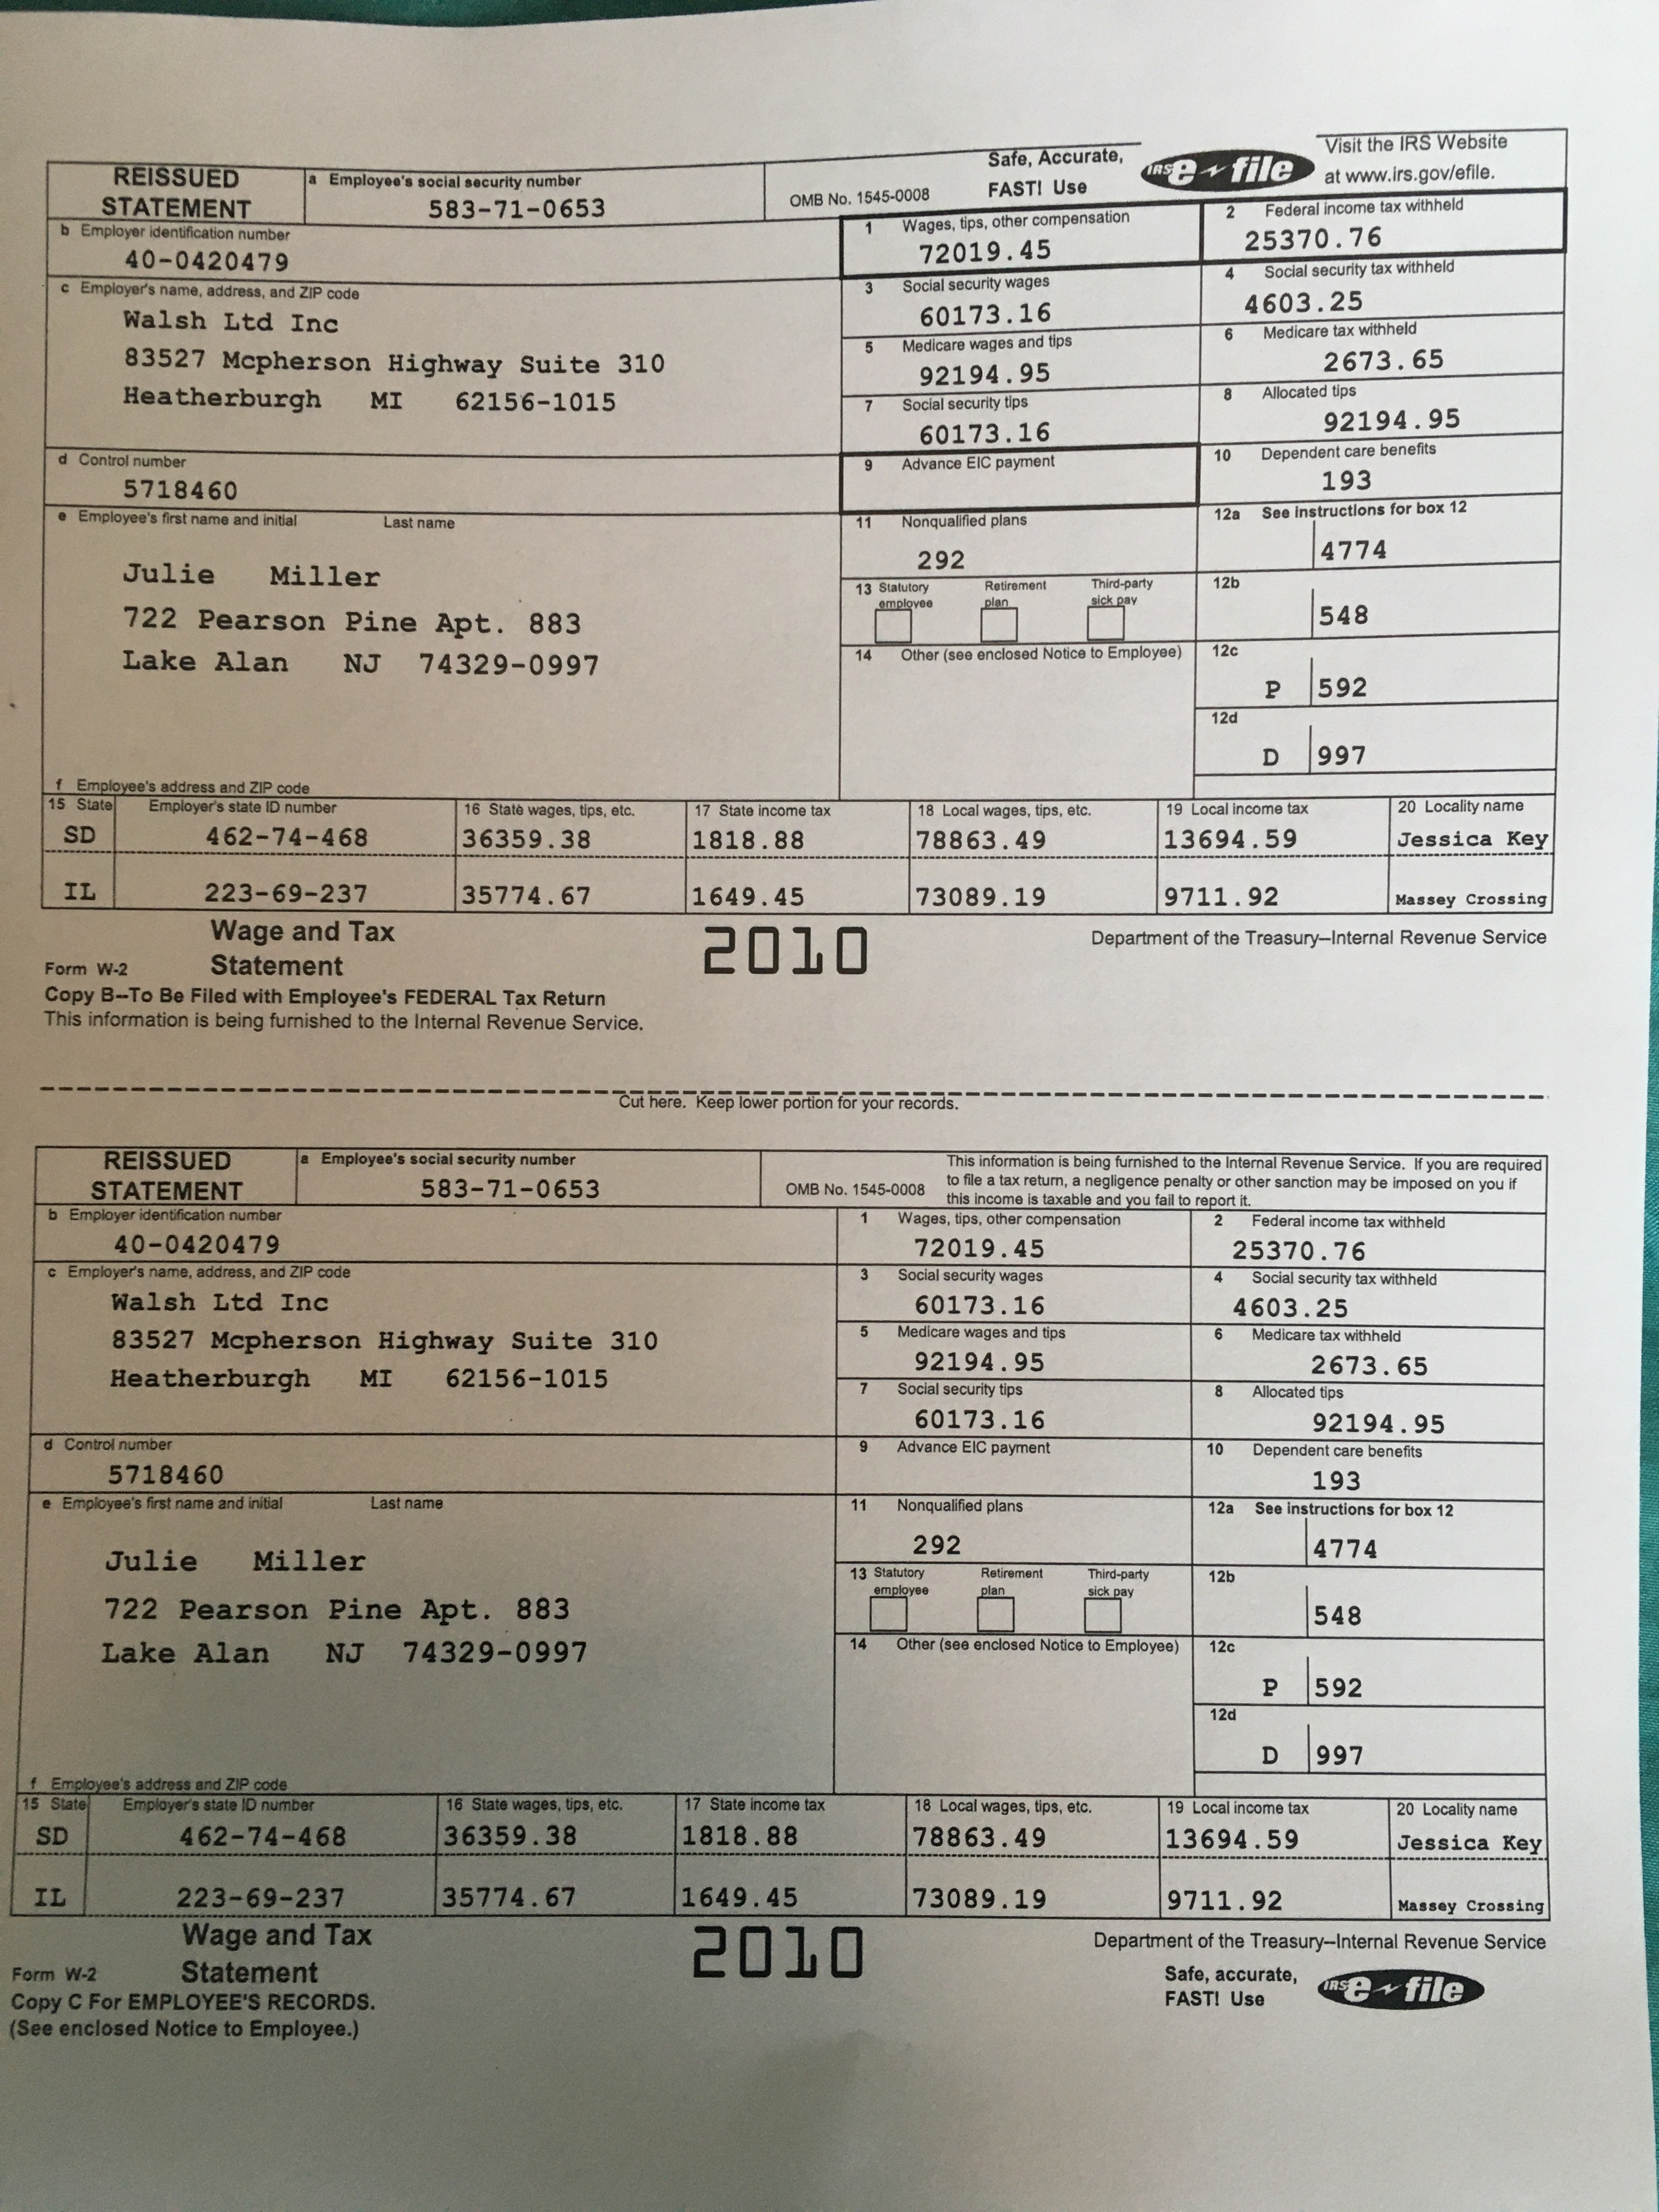 REISSUED STATEMENT
a Employee's social security number
583-71-0653
OMB No. 1545-0008
Safe, Accurate, FAST! Use
IRS e-file
Visit the IRS Website at www.irs.gov/efile.
b Employer identification number
40-0420479
1 Wages, tips, other compensation
72019.45
2 Federal income tax withheld
25370.76
c Employer's name, address, and ZIP code
Walsh Ltd Inc
83527 Mcpherson Highway Suite 310
Heatherburgh MI 62156-1015
3 Social security wages
60173.16
4 Social security tax withheld
4603.25
5 Medicare wages and tips
92194.95
6 Medicare tax withheld
2673.65
7 Social security tips
60173.16
8 Allocated tips
92194.95
d Control number
5718460
9 Advance EIC payment
10 Dependent care benefits
193
e Employee's first name and initial Last name
Julie Miller
722 Pearson Pine Apt. 883
Lake Alan NJ 74329-0997
11 Nonqualified plans
292
12a See instructions for box 12
4774
13 Statutory employee Retirement plan Third-party sick pay
12b
548
14 Other (see enclosed Notice to Employee)
12c
P 592
12d
D 997
f Employee's address and ZIP code
15 State Employer's state ID number 16 State wages, tips, etc. 17 State income tax 18 Local wages, tips, etc. 19 Local income tax 20 Locality name
SD 462-74-468 36359.38 1818.88 78863.49 13694.59 Jessica Key
IL 223-69-237 35774.67 1649.45 73089.19 9711.92 Massey Crossing
Form W-2 Wage and Tax Statement 2010 Department of the Treasury--Internal Revenue Service
Copy B--To Be Filed with Employee's FEDERAL Tax Return
This information is being furnished to the Internal Revenue Service.
Cut here. Keep lower portion for your records.
REISSUED STATEMENT
a Employee's social security number
583-71-0653
OMB No. 1545-0008
This information is being furnished to the Internal Revenue Service. If you are required
to file a tax return, a negligence penalty or other sanction may be imposed on you if
this income is taxable and you fail to report it.
b Employer identification number
40-0420479
1 Wages, tips, other compensation
72019.45
2 Federal income tax withheld
25370.76
c Employer's name, address, and ZIP code
Walsh Ltd Inc
83527 Mcpherson Highway Suite 310
Heatherburgh MI 62156-1015
3 Social security wages
60173.16
4 Social security tax withheld
4603.25
5 Medicare wages and tips
92194.95
6 Medicare tax withheld
2673.65
7 Social security tips
60173.16
8 Allocated tips
92194.95
d Control number
5718460
9 Advance EIC payment
10 Dependent care benefits
193
e Employee's first name and initial Last name
Julie Miller
722 Pearson Pine Apt. 883
Lake Alan NJ 74329-0997
11 Nonqualified plans
292
12a See instructions for box 12
4774
13 Statutory employee Retirement plan Third-party sick pay
12b
548
14 Other (see enclosed Notice to Employee)
12c
P 592
12d
D 997
f Employee's address and ZIP code
15 State Employer's state ID number 16 State wages, tips, etc. 17 State income tax 18 Local wages, tips, etc. 19 Local income tax 20 Locality name
SD 462-74-468 36359.38 1818.88 78863.49 13694.59 Jessica Key
IL 223-69-237 35774.67 1649.45 73089.19 9711.92 Massey Crossing
Form W-2 Wage and Tax Statement 2010 Department of the Treasury--Internal Revenue Service
Copy C For EMPLOYEE'S RECORDS.
(See enclosed Notice to Employee.)
Safe, accurate, FAST! Use
IRS e-file